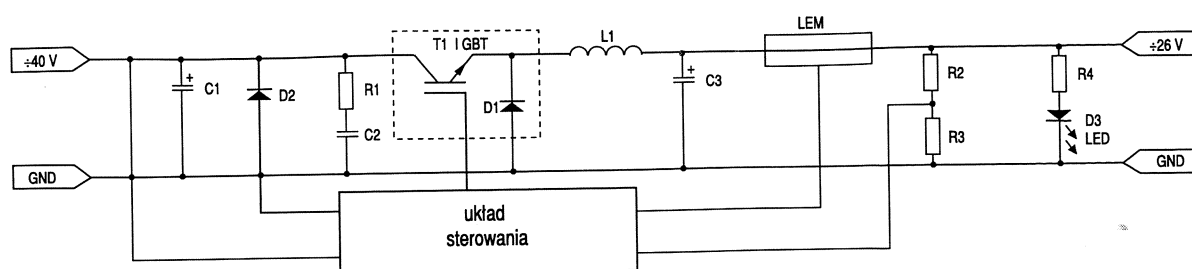 LEM
T1 IGBT
L1
÷40 V
÷26 V
C1
D2
R1
D1
C3
R2
R4
C2
R3
D3
LED
GND
GND
układ
sterowania